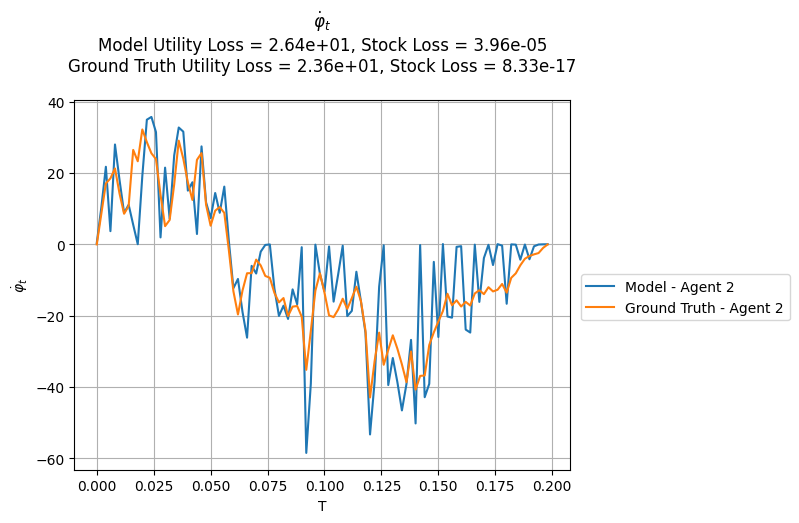 φ̇_t
Model Utility Loss = 2.64e+01, Stock Loss = 3.96e-05
Ground Truth Utility Loss = 2.36e+01, Stock Loss = 8.33e-17
40
20
0
−20
−40
−60
φ̇_t
0.000 0.025 0.050 0.075 0.100 0.125 0.150 0.175 0.200
T
Model - Agent 2
Ground Truth - Agent 2